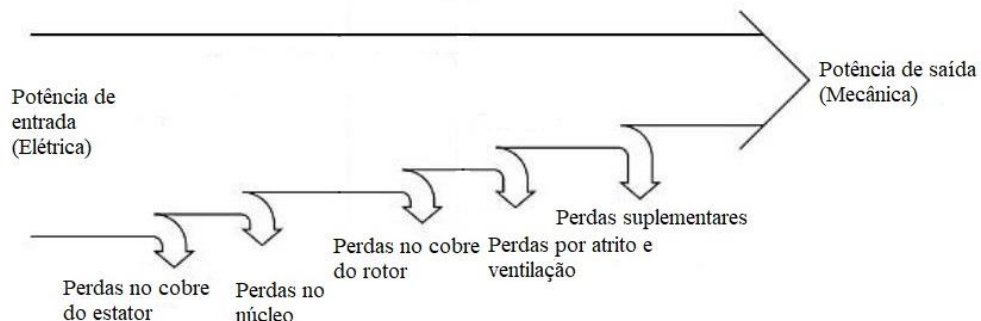 Potência de saída
(Mecânica)
Potência de
entrada
(Elétrica)
Perdas suplementares
Perdas no cobre
do rotor
Perdas por atrito e
ventilação
Perdas no cobre
do estator
Perdas no
núcleo